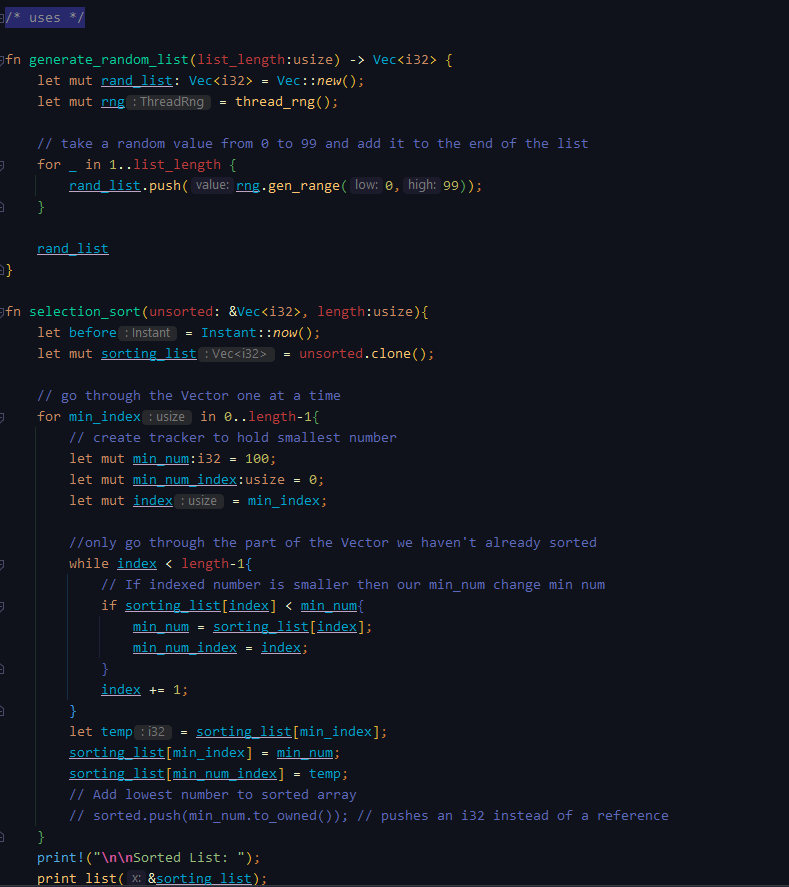 /* uses */
fn generate_random_list(list_length:usize) -> Vec<i32> {
let mut rand_list: Vec<i32> = Vec::new();
let mut rng : ThreadRng = thread_rng();
// take a random value from 0 to 99 and add it to the end of the list
for _ in 1..list_length {
rand_list.push( value: rng.gen_range( low: 0, high: 99));
}
rand_list
}
fn selection_sort(unsorted: &Vec<i32>, length:usize){
let before : Instant = Instant::now();
let mut sorting_list : Vec<i32> = unsorted.clone();
// go through the Vector one at a time
for min_index : usize in 0..length-1{
// create tracker to hold smallest number
let mut min_num:i32 = 100;
let mut min_num_index:usize = 0;
let mut index : usize = min_index;
//only go through the part of the Vector we haven't already sorted
while index < length-1{
// If indexed number is smaller then our min_num change min num
if sorting_list[index] < min_num{
min_num = sorting_list[index];
min_num_index = index;
}
index += 1;
}
let temp : i32 = sorting_list[min_index];
sorting_list[min_index] = min_num;
sorting_list[min_num_index] = temp;
// Add lowest number to sorted array
// sorted.push(min_num.to_owned()); // pushes an i32 instead of a reference
}
print!("\n\nSorted List: ");
print_list( x: &sorting_list);